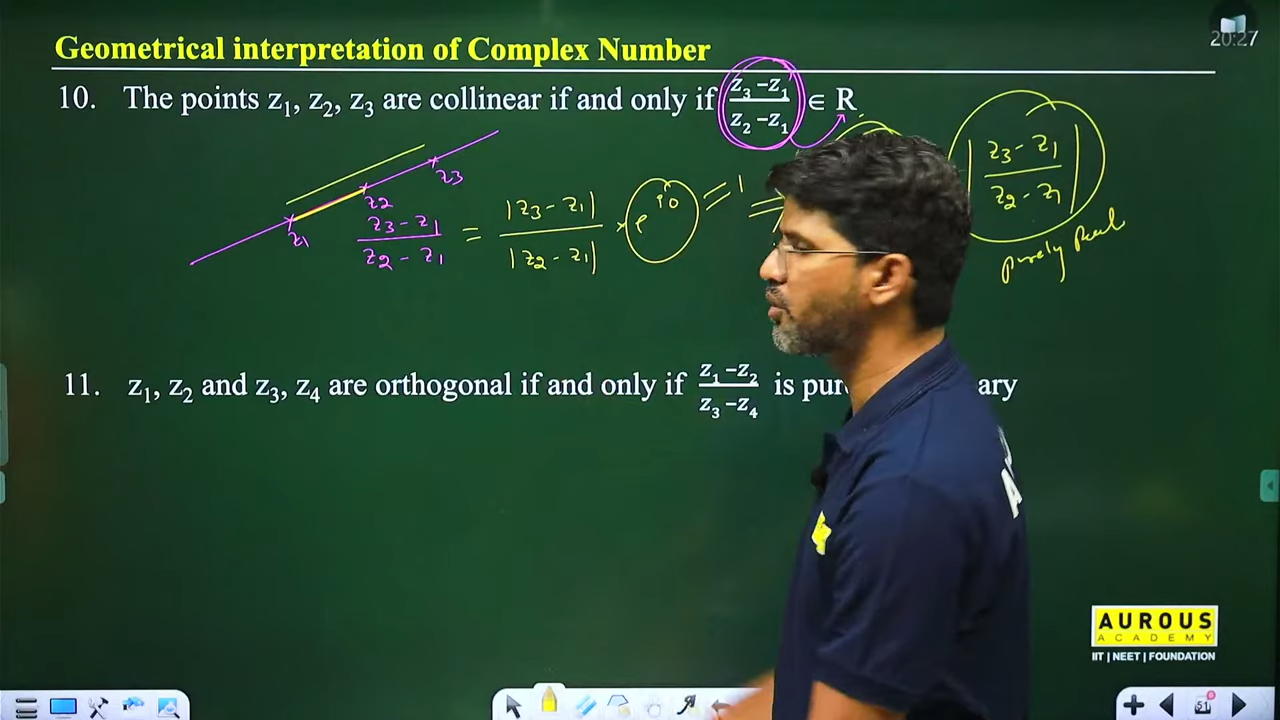 20:27
Geometrical interpretation of Complex Number
10. The points z₁, z₂, z₃ are collinear if and only if (z₃ −z₁)/(z₂ −z₁) ∈ R
z₁ z₂ z₃
(z₃ − z₁)/(z₂ − z₁) = |z₃ − z₁|/|z₂ − z₁| × e^{i0} = 1
|(z₃ − z₁)/(z₂ − z₁)|
purely Real
11. z₁, z₂ and z₃, z₄ are orthogonal if and only if (z₁ −z₂)/(z₃ −z₄) is ary
AUROUS
ACADEMY
IIT | NEET | FOUNDATION
51